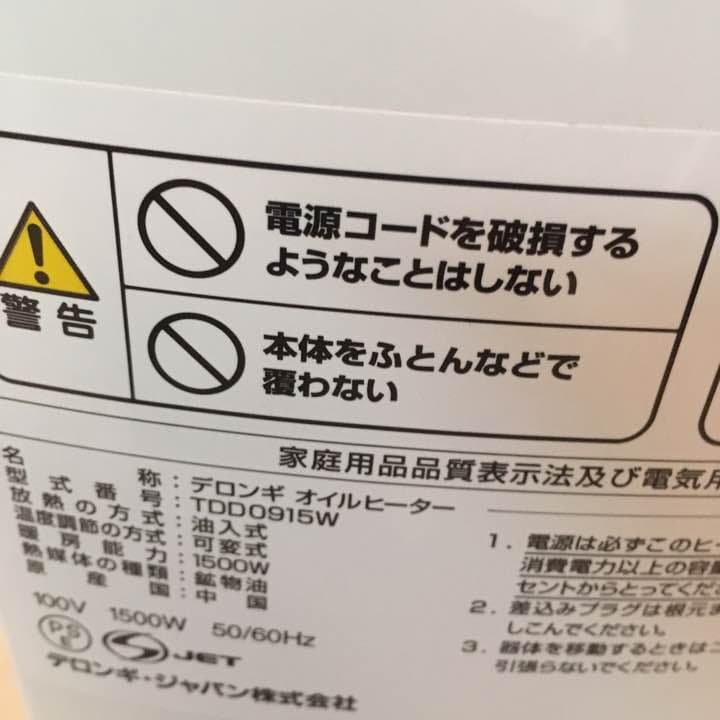 警告
電源コードを破損する
ようなことはしない
本体をふとんなどで
覆わない
家庭用品品質表示法及び電気用
名称：デロンギ オイルヒーター
型式番号：TDD0915W
放熱の方式：油入式
温度調節の方式：可変式
暖房能力：1500W
熱媒体の種類：鉱物油
原産国：中国
100V 1500W 50/60Hz
PSE
JET
デロンギ・ジャパン株式会社
1．電源は必ずこのヒー
消費電力以上の容
セントからとってくだ
2．差込みプラグは根元
しこんでください。
3．器体を移動するときは
引張らないでください。